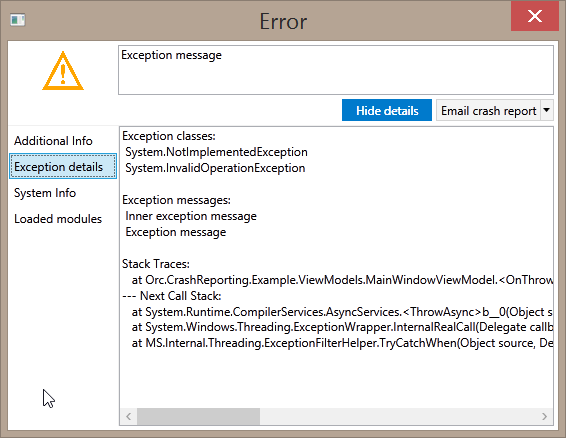 Error
Exception message
Hide details
Email crash report
Additional Info
Exception details
System Info
Loaded modules
Exception classes:
System.NotImplementedException
System.InvalidOperationException
Exception messages:
Inner exception message
Exception message
Stack Traces:
at Orc.CrashReporting.Example.ViewModels.MainWindowViewModel.<OnThrow
--- Next Call Stack:
at System.Runtime.CompilerServices.AsyncServices.<ThrowAsync>b__0(Object s
at System.Windows.Threading.ExceptionWrapper.InternalRealCall(Delegate callb
at MS.Internal.Threading.ExceptionFilterHelper.TryCatchWhen(Object source, De